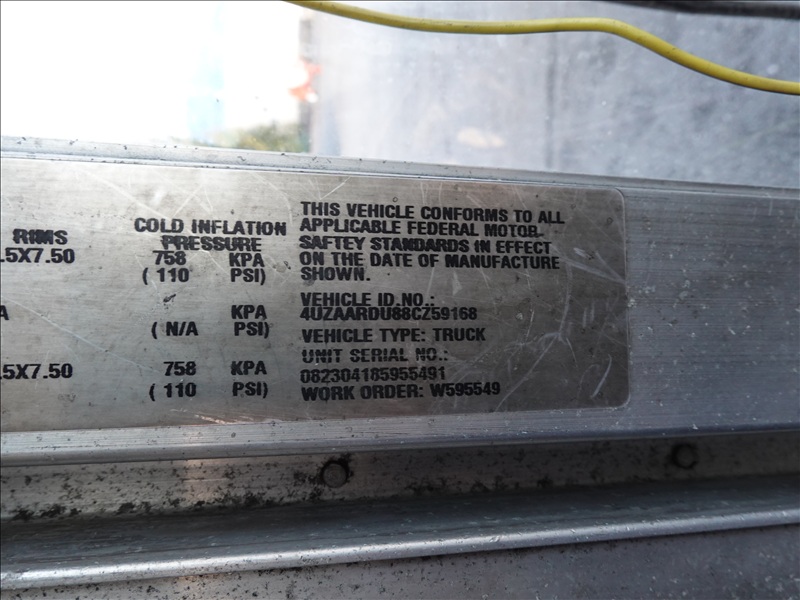 RIMS
.5X7.50
A
.5X7.50
COLD INFLATION
PRESSURE
758 KPA
( 110 PSI)
KPA
( N/A PSI)
758 KPA
( 110 PSI)
THIS VEHICLE CONFORMS TO ALL
APPLICABLE FEDERAL MOTOR
SAFTEY STANDARDS IN EFFECT
ON THE DATE OF MANUFACTURE
SHOWN.
VEHICLE ID.NO.:
4UZAARDU88CZ59168
VEHICLE TYPE: TRUCK
UNIT SERIAL NO.:
082304185955491
WORK ORDER: W595549